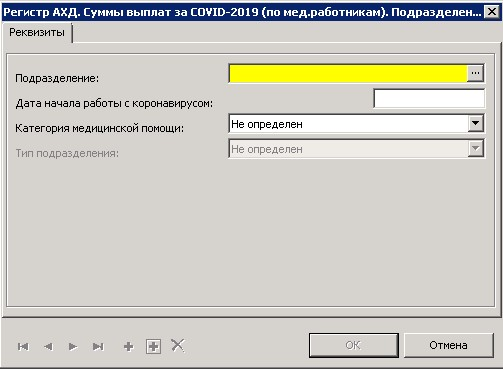 Регистр АХД. Суммы выплат за COVID-2019 (по мед.работникам). Подразделен...
Реквизиты
Подразделение:
...
Дата начала работы с коронавирусом:
Категория медицинской помощи: Не определен
Тип подразделения: Не определен
OK Отмена